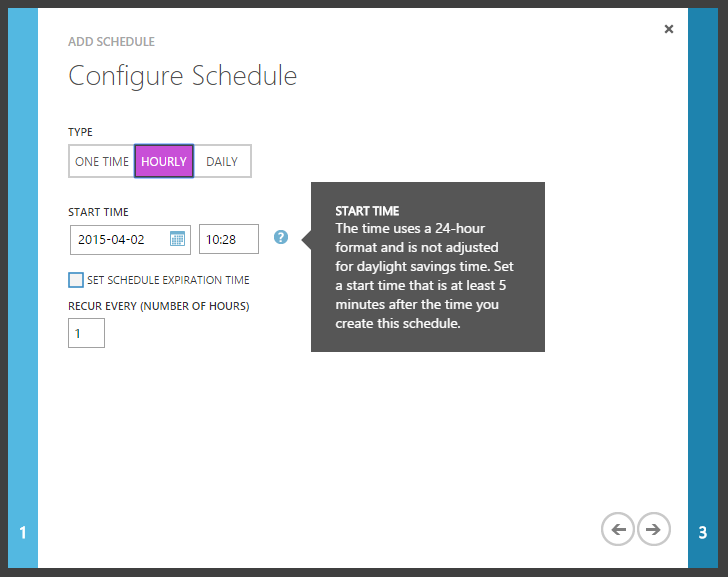 ADD SCHEDULE
Configure Schedule
TYPE
ONE TIME HOURLY DAILY
START TIME
2015-04-02 10:28 ?
SET SCHEDULE EXPIRATION TIME
RECUR EVERY (NUMBER OF HOURS)
1
START TIME
The time uses a 24-hour
format and is not adjusted
for daylight savings time. Set
a start time that is at least 5
minutes after the time you
create this schedule.
1
3